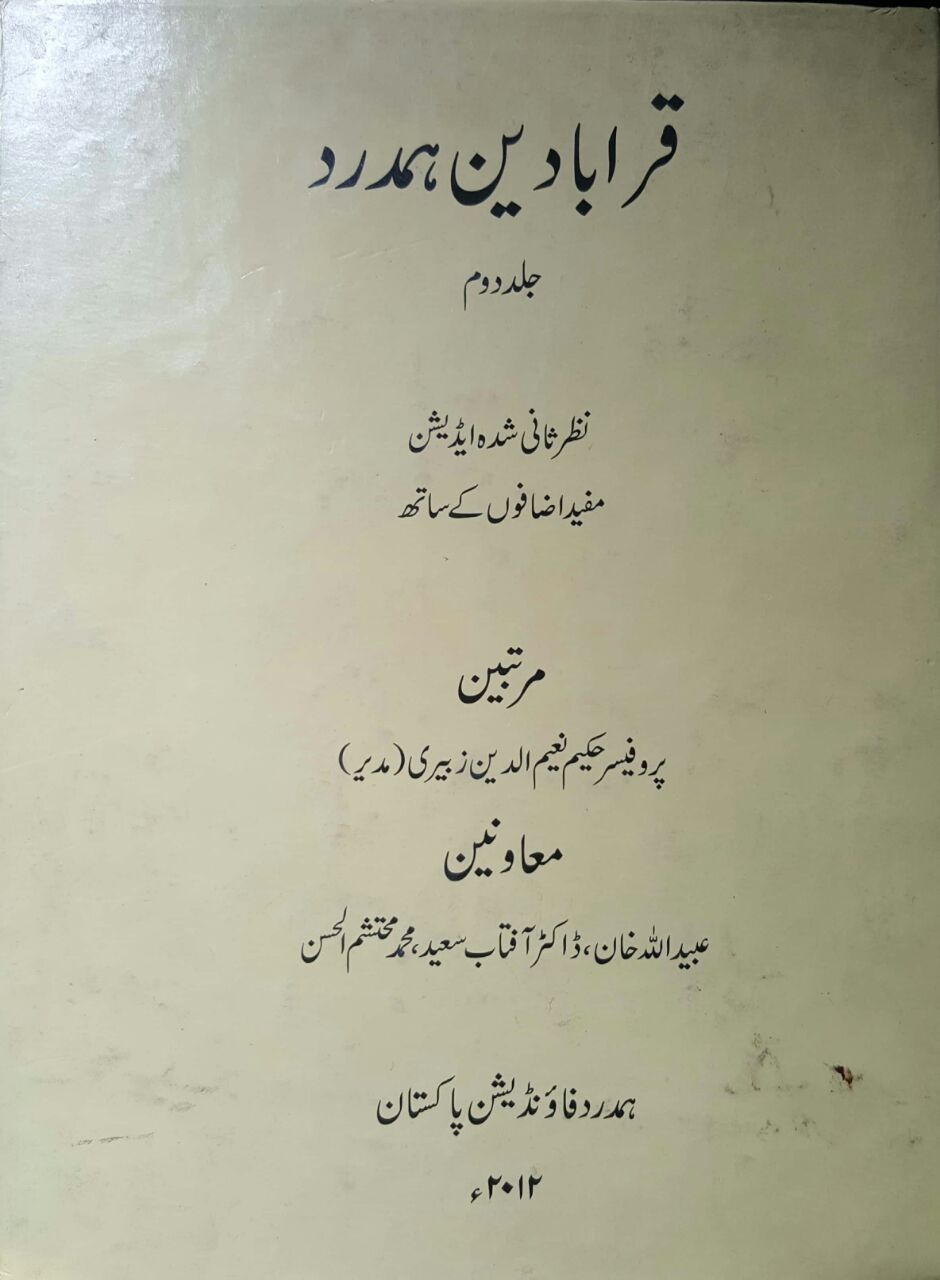 قرابادین ہمدرد
جلد دوم
نظر ثانی شدہ ایڈیشن
مفید اضافوں کے ساتھ
مرتبین
پروفیسر حکیم نعیم الدین زبیری (مدیر)
معاونین
عبید اللہ خان، ڈاکٹر آفتاب سعید، محمد محتشم الحسن
ہمدرد فاؤنڈیشن پاکستان
۲۰۱۲ء